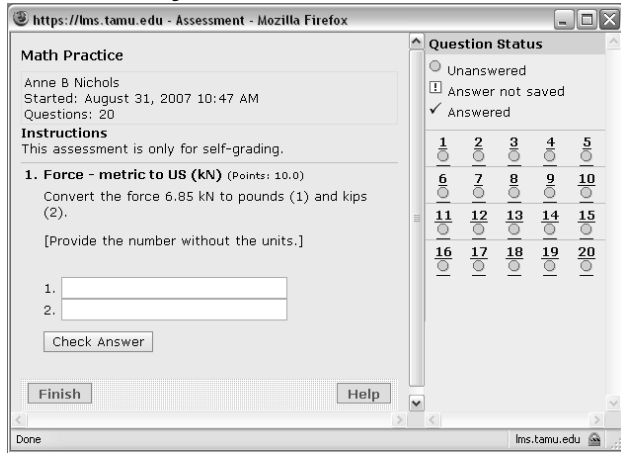 https://lms.tamu.edu - Assessment - Mozilla Firefox
Math Practice
Anne B Nichols
Started: August 31, 2007 10:47 AM
Questions: 20
Instructions
This assessment is only for self-grading.
1. Force - metric to US (kN) (Points: 10.0)
Convert the force 6.85 kN to pounds (1) and kips
(2).
[Provide the number without the units.]
1.
2.
Check Answer
Finish Help
Question Status
Unanswered
! Answer not saved
✓ Answered
1 2 3 4 5
6 7 8 9 10
11 12 13 14 15
16 17 18 19 20
Done lms.tamu.edu